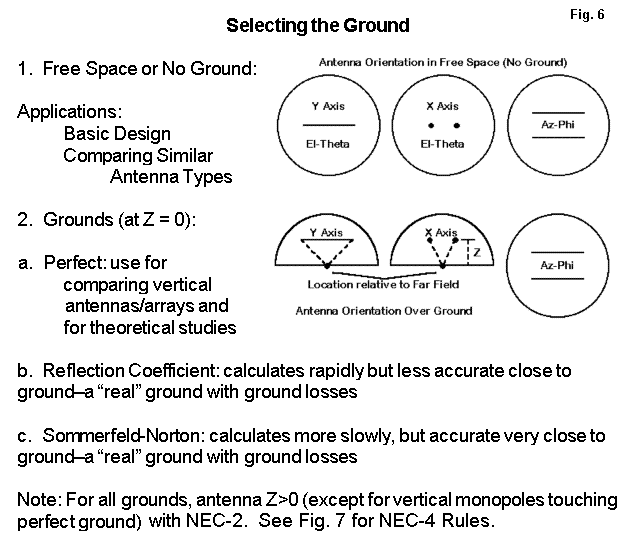 Fig. 6
Selecting the Ground
1. Free Space or No Ground:
Antenna Orientation in Free Space (No Ground)
Y Axis
El-Theta
X Axis
El-Theta
Az-Phi
Applications:
Basic Design
Comparing Similar
Antenna Types
2. Grounds (at Z = 0):
Y Axis
X Axis
Z
Az-Phi
Location relative to Far Field
Antenna Orientation Over Ground
a. Perfect: use for
comparing vertical
antennas/arrays and
for theoretical studies
b. Reflection Coefficient: calculates rapidly but less accurate close to
ground–a “real” ground with ground losses
c. Sommerfeld-Norton: calculates more slowly, but accurate very close to
ground–a “real” ground with ground losses
Note: For all grounds, antenna Z>0 (except for vertical monopoles touching
perfect ground) with NEC-2. See Fig. 7 for NEC-4 Rules.